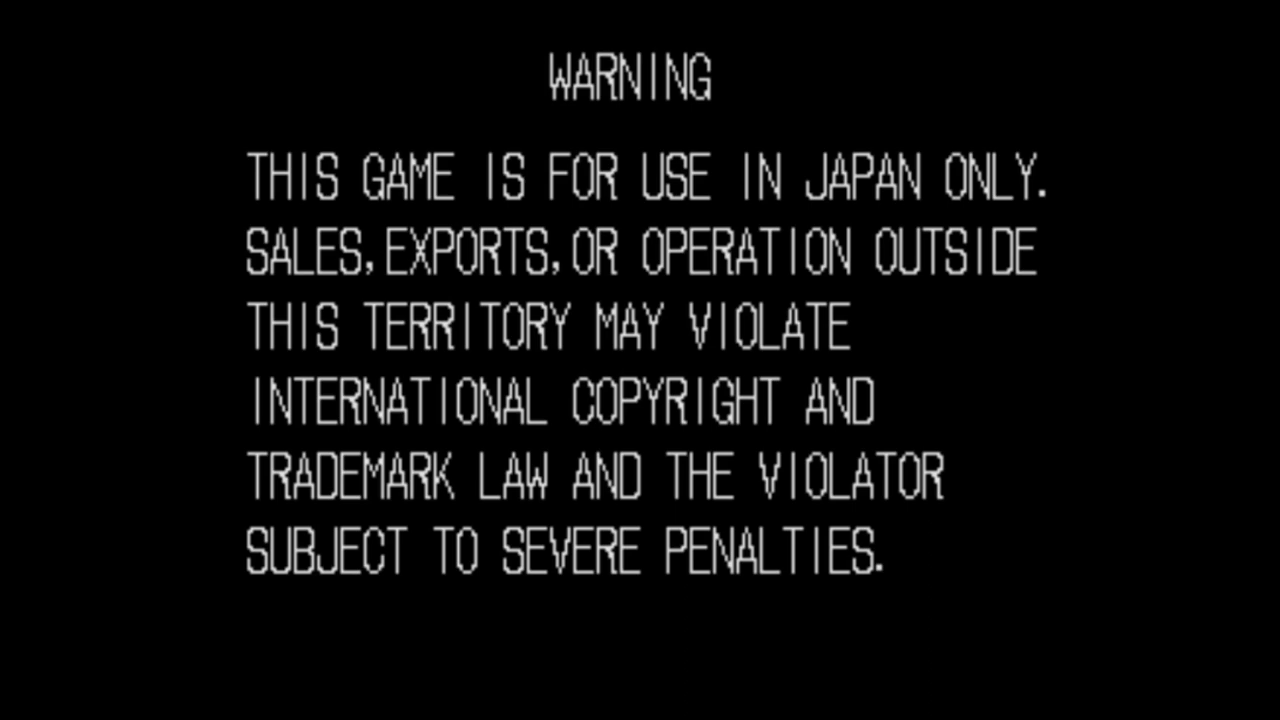 WARNING
THIS GAME IS FOR USE IN JAPAN ONLY.
SALES,EXPORTS,OR OPERATION OUTSIDE
THIS TERRITORY MAY VIOLATE
INTERNATIONAL COPYRIGHT AND
TRADEMARK LAW AND THE VIOLATOR
SUBJECT TO SEVERE PENALTIES.